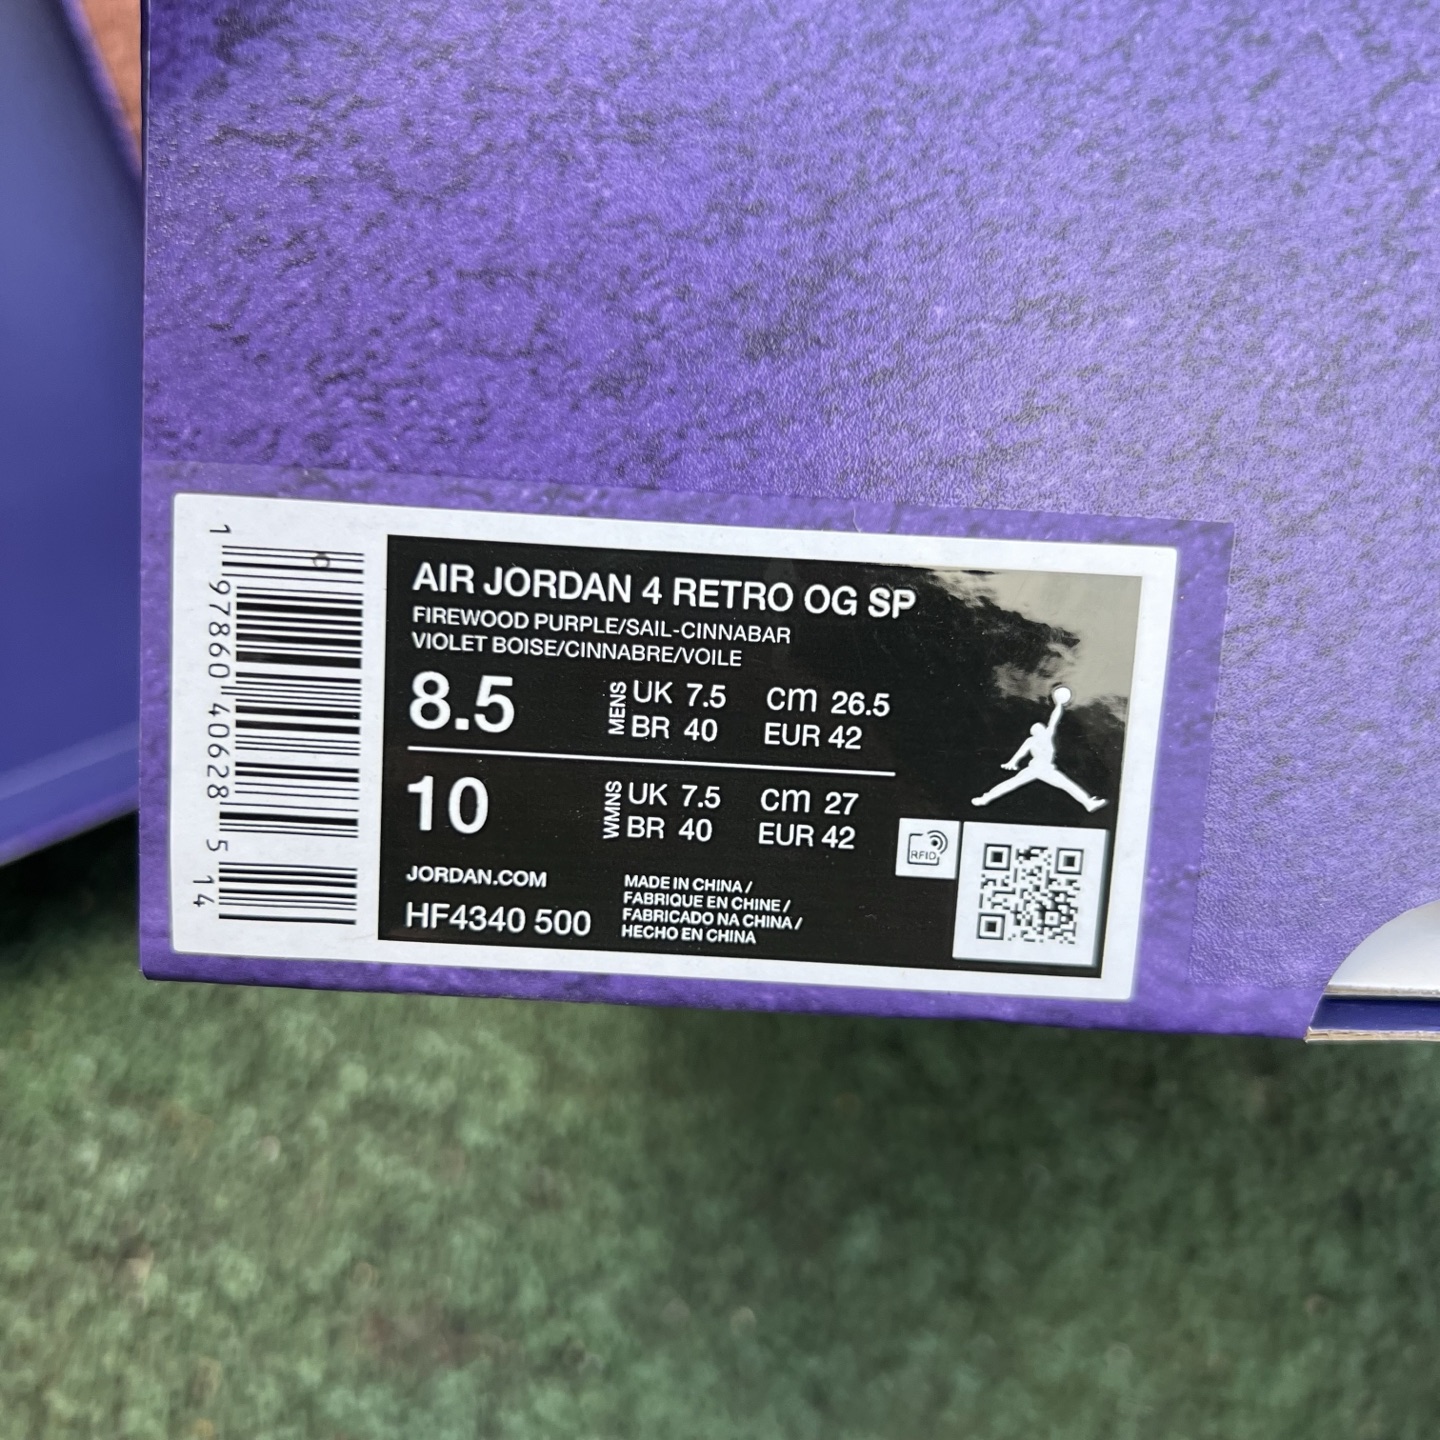 1 97860 40628 5 14
AIR JORDAN 4 RETRO OG SP
FIREWOOD PURPLE/SAIL-CINNABAR
VIOLET BOISE/CINNABRE/VOILE
8.5 MENS UK 7.5 cm 26.5
BR 40 EUR 42
10 WMNS UK 7.5 cm 27
BR 40 EUR 42
RFID
JORDAN.COM
HF4340 500
MADE IN CHINA /
FABRIQUE EN CHINE /
FABRICADO NA CHINA /
HECHO EN CHINA